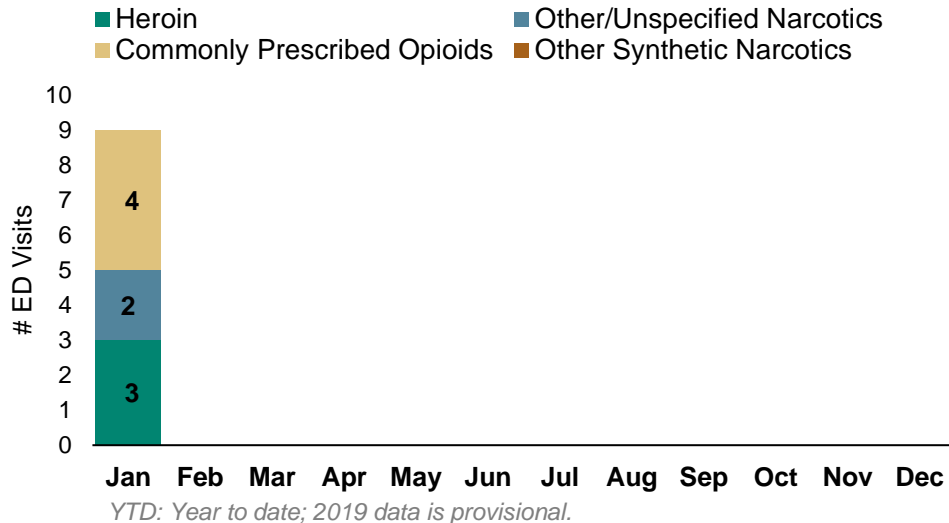 Heroin Other/Unspecified Narcotics
Commonly Prescribed Opioids Other Synthetic Narcotics
# ED Visits
10
9
8
7
6
5
4
3
2
1
0
4
2
3
Jan Feb Mar Apr May Jun Jul Aug Sep Oct Nov Dec
YTD: Year to date; 2019 data is provisional.